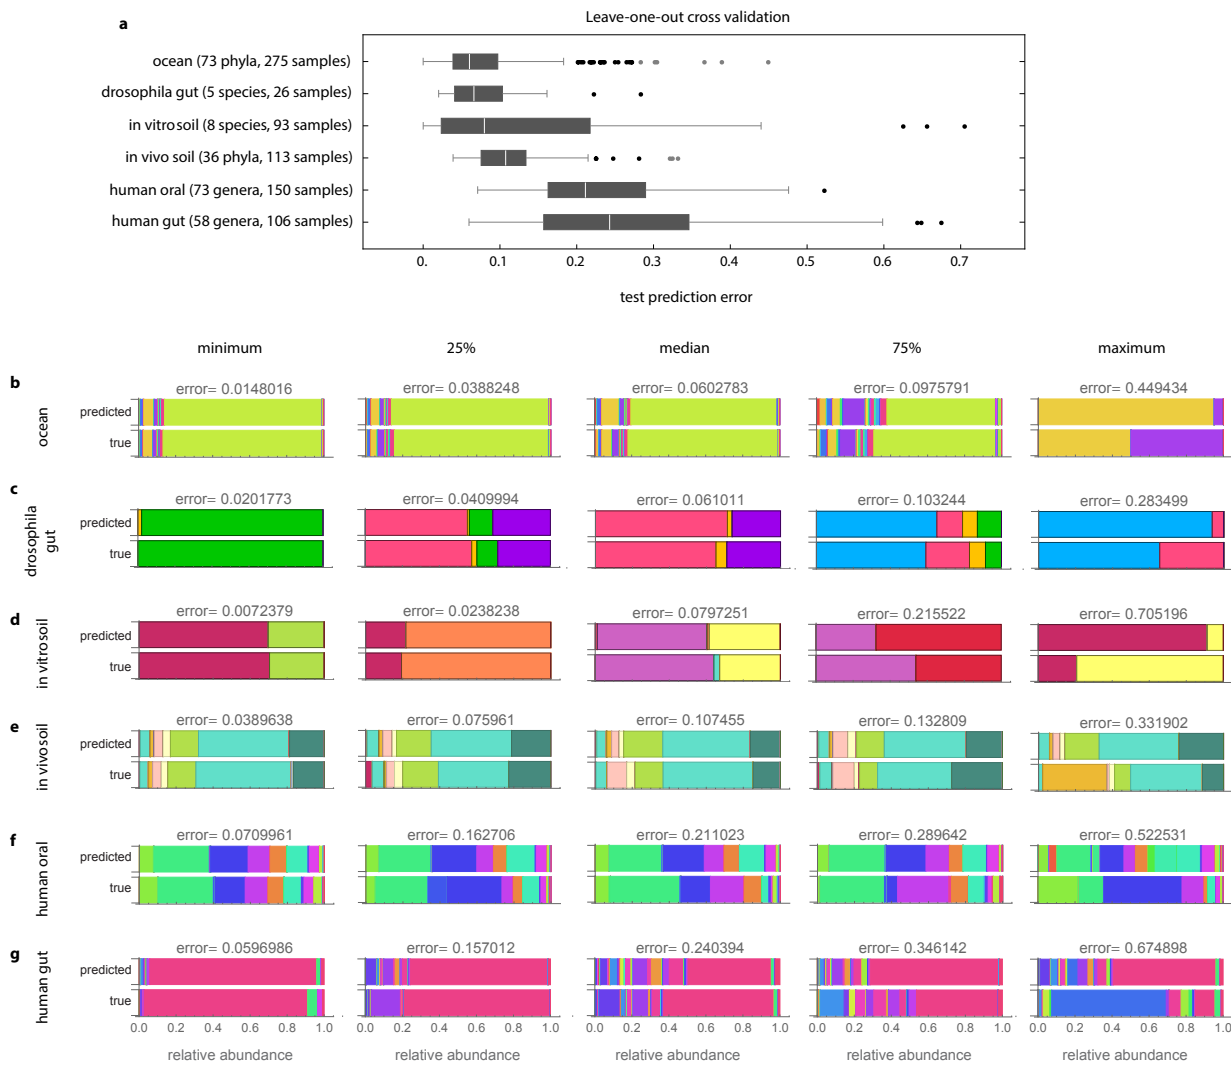 a
Leave-one-out cross validation
ocean (73 phyla, 275 samples)
drosophila gut (5 species, 26 samples)
in vitrosoil (8 species, 93 samples)
in vivo soil (36 phyla, 113 samples)
human oral (73 genera, 150 samples)
human gut (58 genera, 106 samples)
0. 0.1 0.2 0.3 0.4 0.5 0.6 0.7
test prediction error
minimum 25% median 75% maximum
b
ocean
error= 0.0148016 error= 0.0388248 error= 0.0602783 error= 0.0975791 error= 0.449434
predicted
true
c
drosophila
gut
error= 0.0201773 error= 0.0409994 error= 0.061011 error= 0.103244 error= 0.283499
predicted
true
d
in vitrosoil
error= 0.0072379 error= 0.0238238 error= 0.0797251 error= 0.215522 error= 0.705196
predicted
true
e
in vivosoil
error= 0.0389638 error= 0.075961 error= 0.107455 error= 0.132809 error= 0.331902
predicted
true
f
human oral
error= 0.0709961 error= 0.162706 error= 0.211023 error= 0.289642 error= 0.522531
predicted
true
g
human gut
error= 0.0596986 error= 0.157012 error= 0.240394 error= 0.346142 error= 0.674898
predicted
true
0.0 0.2 0.4 0.6 0.8 1.0 0.0 0.2 0.4 0.6 0.8 1.0 0.0 0.2 0.4 0.6 0.8 1.0 0.0 0.2 0.4 0.6 0.8 1.0 0.0 0.2 0.4 0.6 0.8 1.0
relative abundance relative abundance relative abundance relative abundance relative abundance